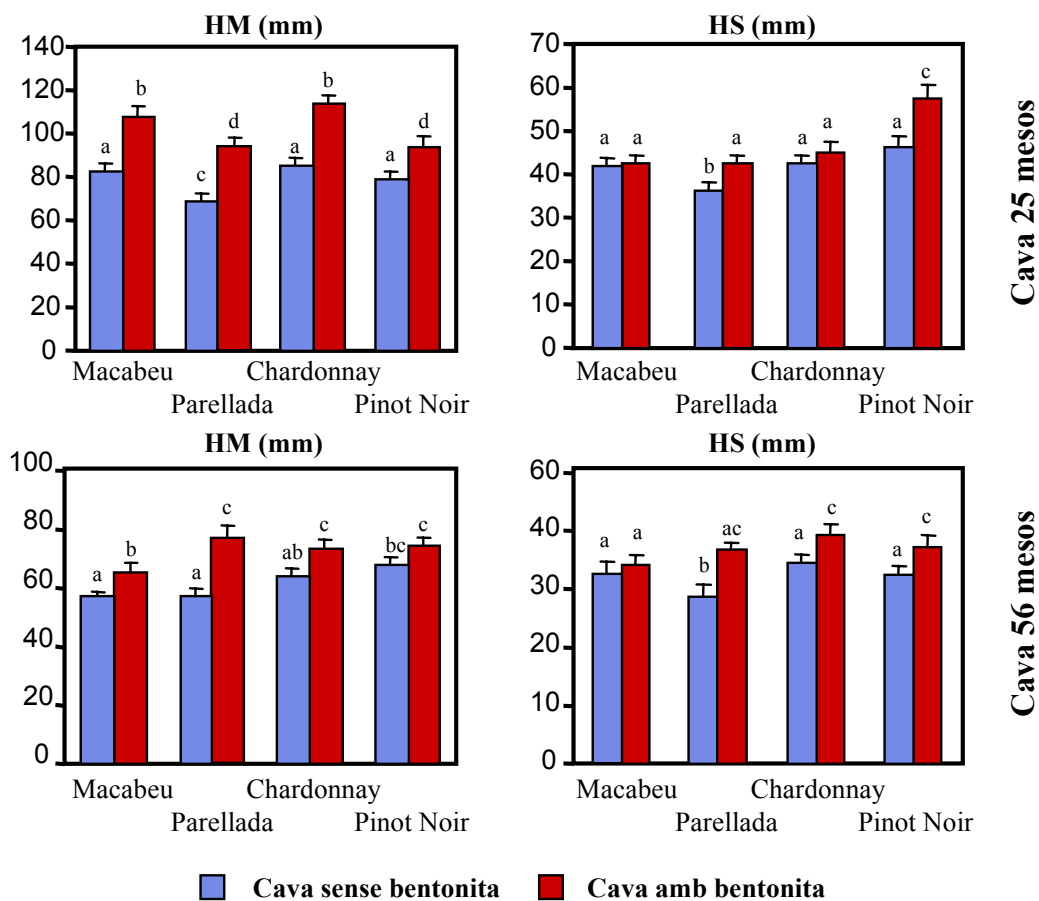 HM (mm)
140
120
100
80
60
40
20
0
a
b
c
d
a
b
a
d
Macabeu
Parellada
Chardonnay
Pinot Noir
HS (mm)
70
60
50
40
30
20
10
0
a
a
b
a
a
a
a
c
Macabeu
Parellada
Chardonnay
Pinot Noir
Cava 25 mesos
HM (mm)
100
80
60
40
20
0
a
b
a
c
ab
c
bc
c
Macabeu
Parellada
Chardonnay
Pinot Noir
HS (mm)
60
40
30
20
10
0
a
a
b
ac
a
c
a
c
Macabeu
Parellada
Chardonnay
Pinot Noir
Cava 56 mesos
Cava sense bentonita
Cava amb bentonita